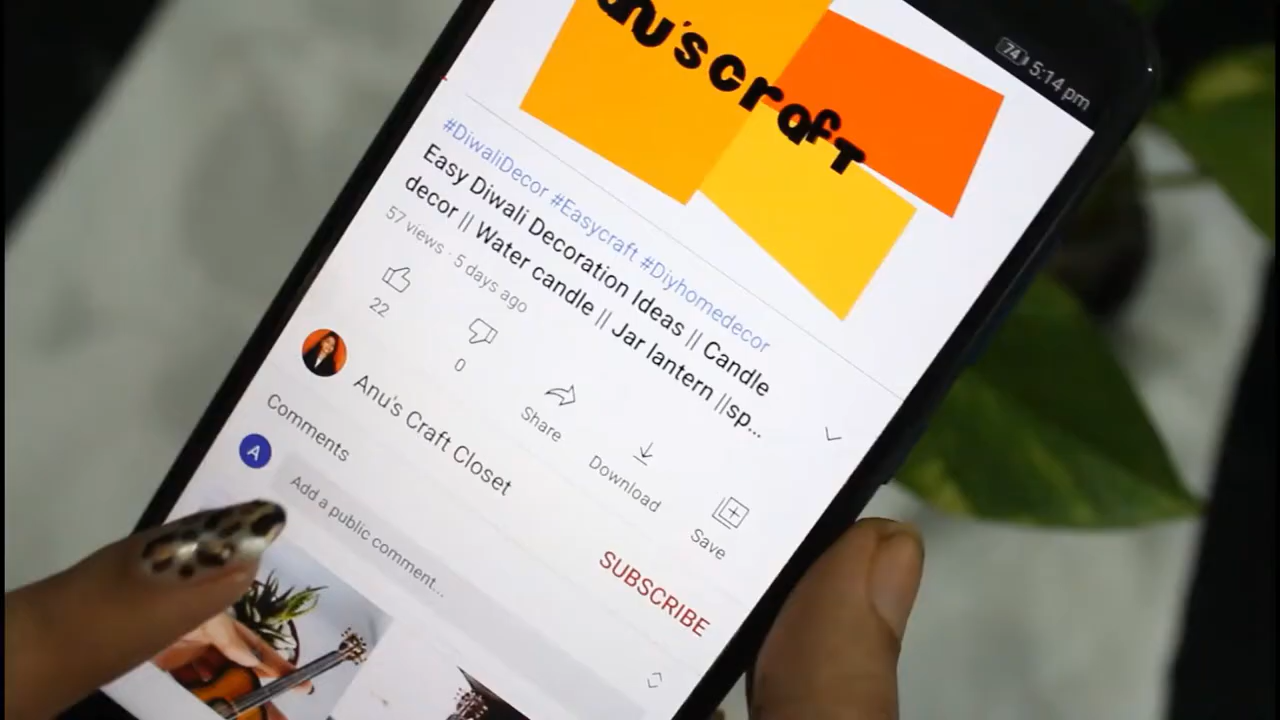 74 5:14 pm
anu's craft
#DiwaliDecor #Easycraft #Diyhomedecor
Easy Diwali Decoration Ideas || Candle
decor || Water candle || Jar lantern ||sp...
57 views · 5 days ago
22
0
Share
Download
Save
Anu's Craft Closet
SUBSCRIBE
Comments
A
Add a public comment...